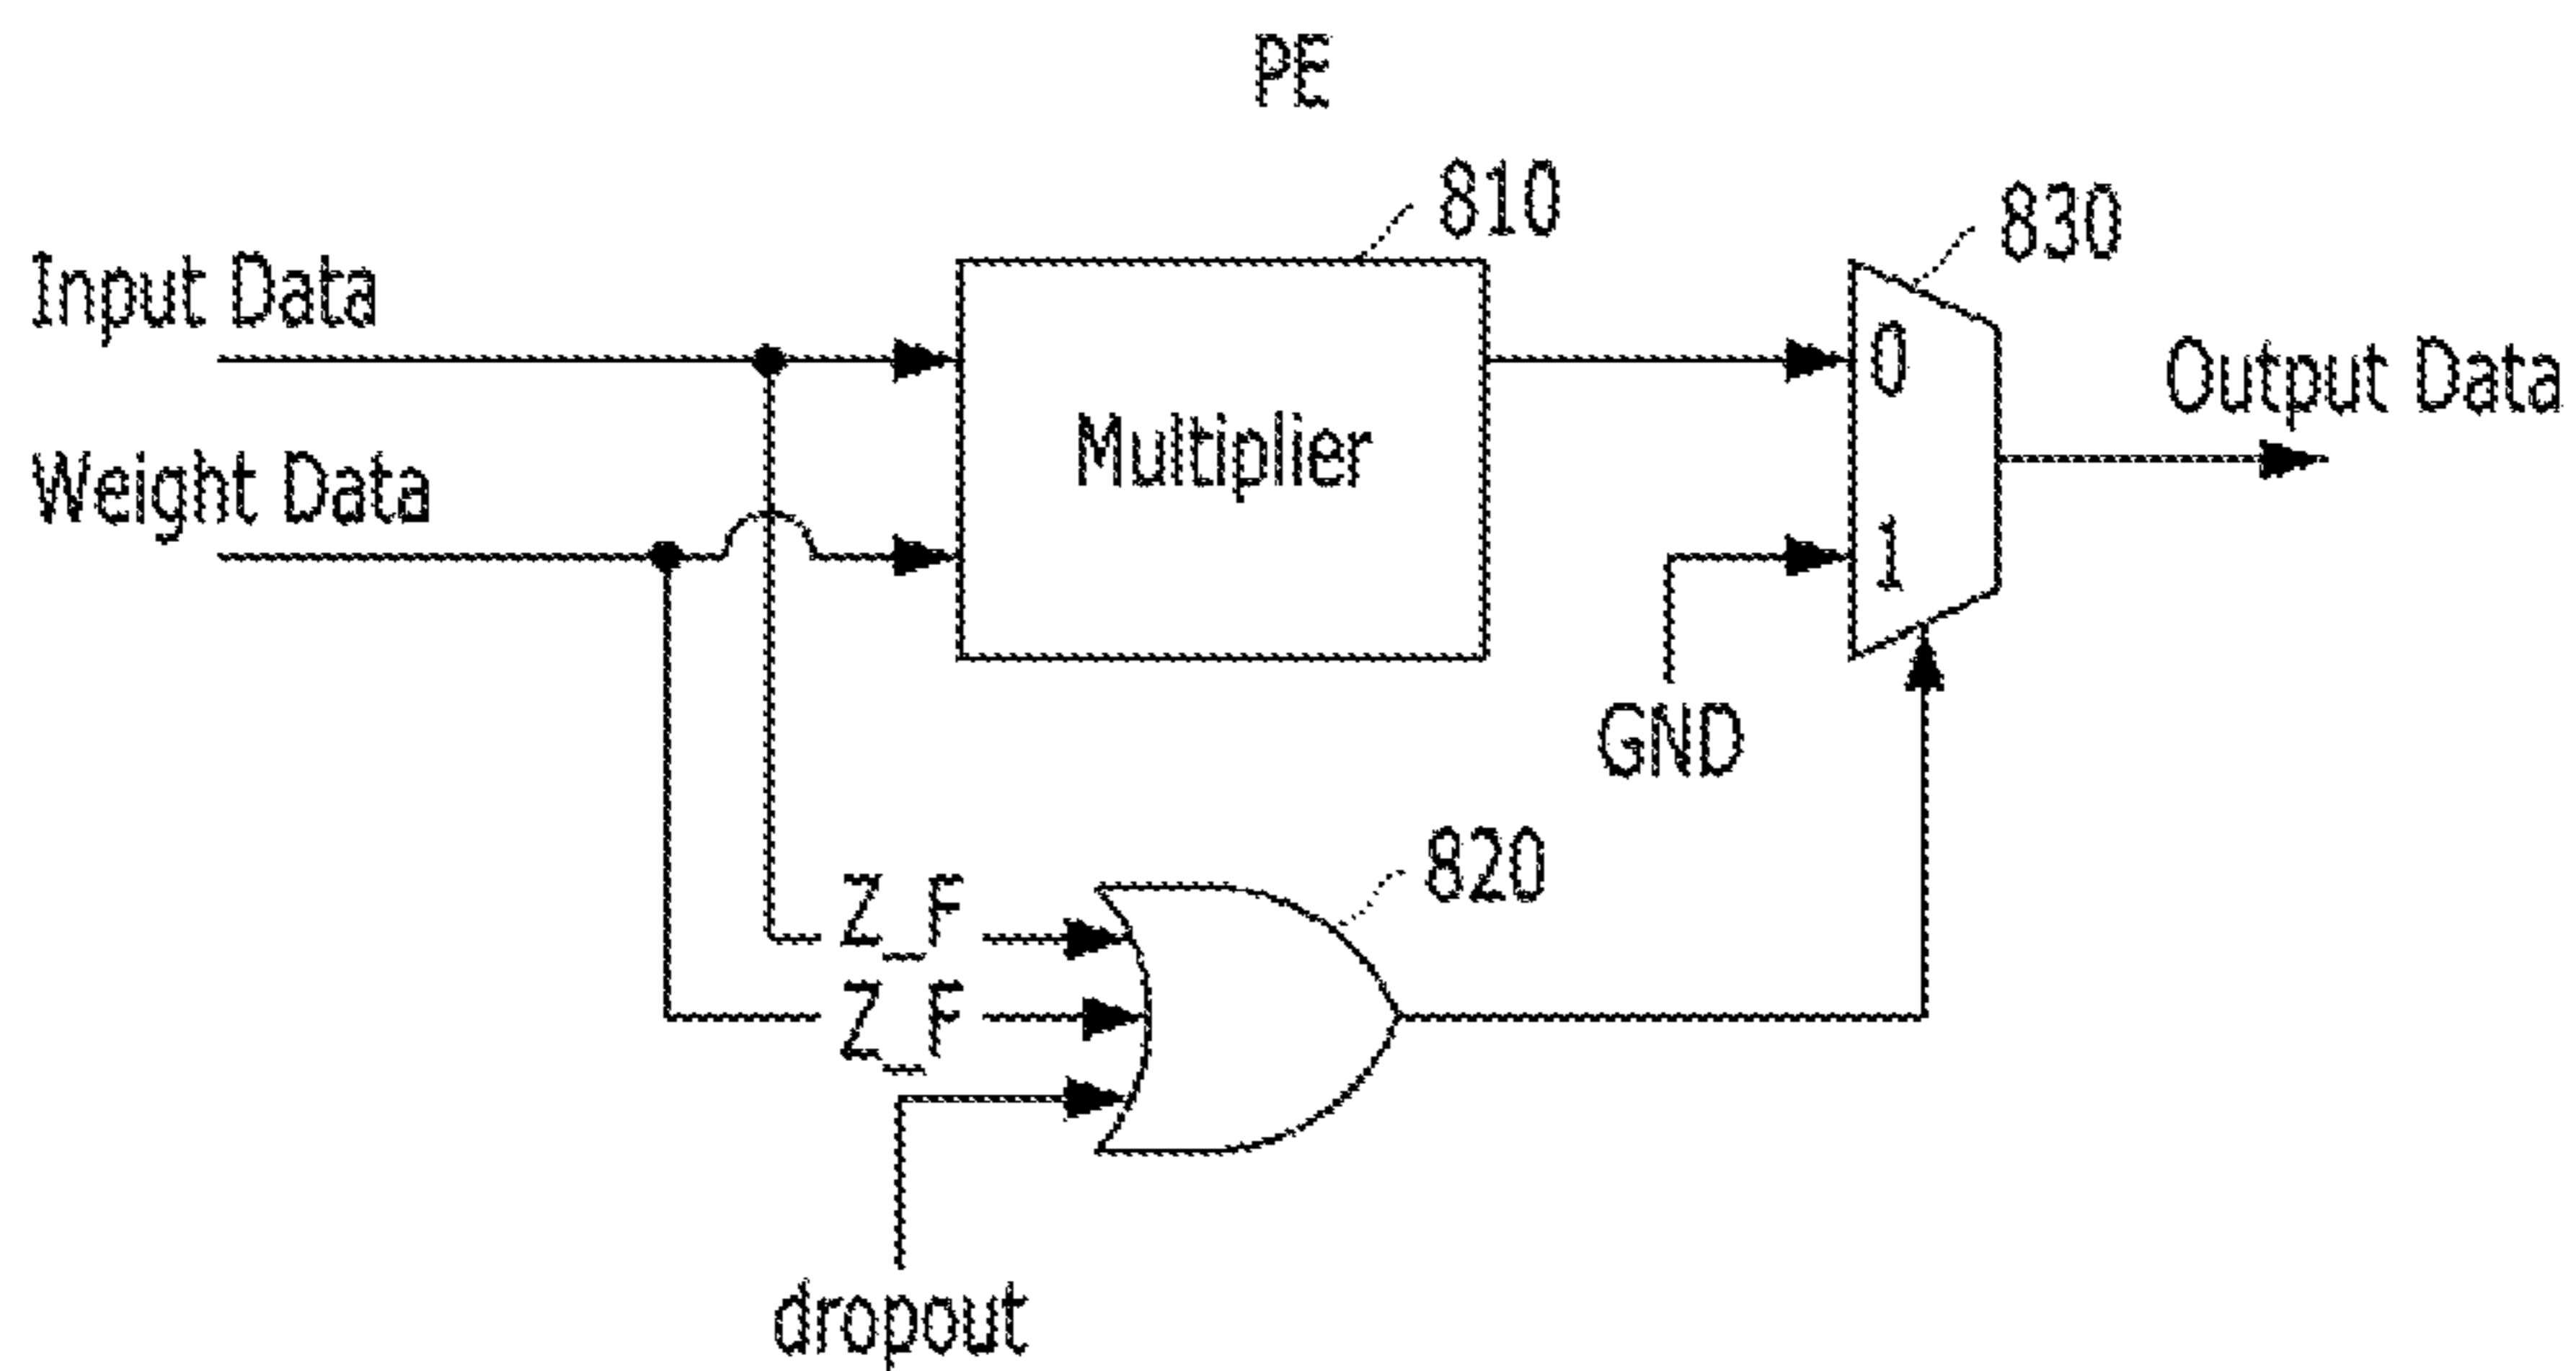 PE
810
830
Input Data
0
Output Data
Multiplier
Weight Data
1
GND
820
Z_F
Z_F
dropout